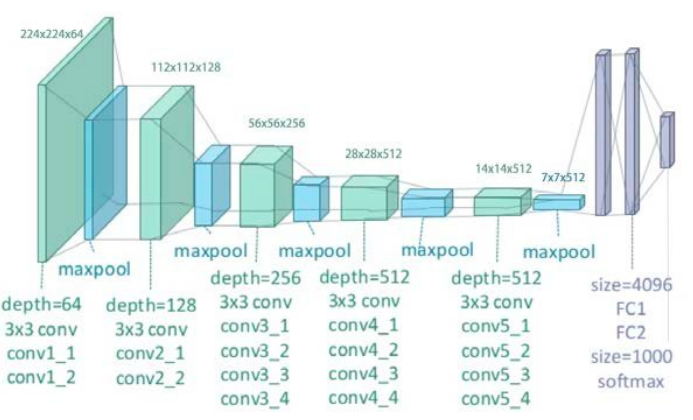 224x224x64
112x112x128
56x56x256
28x28x512
14x14x512
7x7x512
maxpool
maxpool
maxpool
maxpool
maxpool
depth=64
3x3 conv
conv1_1
conv1_2
depth=128
3x3 conv
conv2_1
conv2_2
depth=256
3x3 conv
conv3_1
conv3_2
conv3_3
conv3_4
depth=512
3x3 conv
conv4_1
conv4_2
conv4_3
conv4_4
depth=512
3x3 conv
conv5_1
conv5_2
conv5_3
conv5_4
size=4096
FC1
FC2
size=1000
softmax